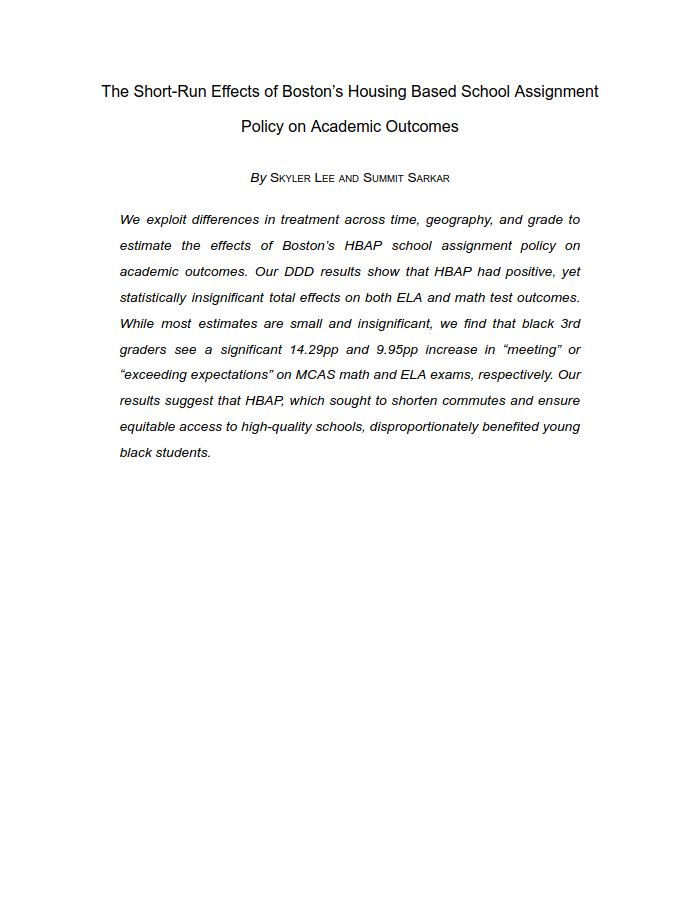 The Short-Run Effects of Boston’s Housing Based School Assignment
Policy on Academic Outcomes
By SKYLER LEE AND SUMMIT SARKAR
We exploit differences in treatment across time, geography, and grade to
estimate the effects of Boston’s HBAP school assignment policy on
academic outcomes. Our DDD results show that HBAP had positive, yet
statistically insignificant total effects on both ELA and math test outcomes.
While most estimates are small and insignificant, we find that black 3rd
graders see a significant 14.29pp and 9.95pp increase in “meeting” or
“exceeding expectations” on MCAS math and ELA exams, respectively. Our
results suggest that HBAP, which sought to shorten commutes and ensure
equitable access to high-quality schools, disproportionately benefited young
black students.